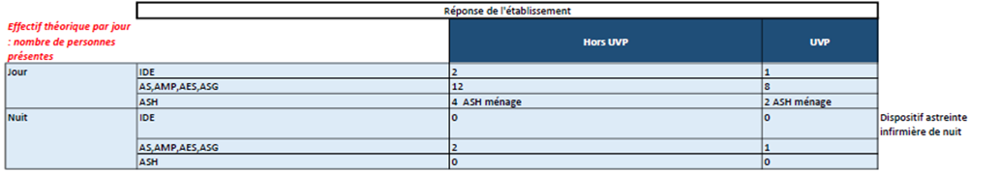 Réponse de l'établissement
Effectif théorique par jour
: nombre de personnes
présentes
Hors UVP UVP
Jour IDE 2 1
AS,AMP,AES,ASG 12 8
ASH 4 ASH ménage 2 ASH ménage
Nuit IDE 0 0 Dispositif astreinte
infirmière de nuit
AS,AMP,AES,ASG 2 1
ASH 0 0